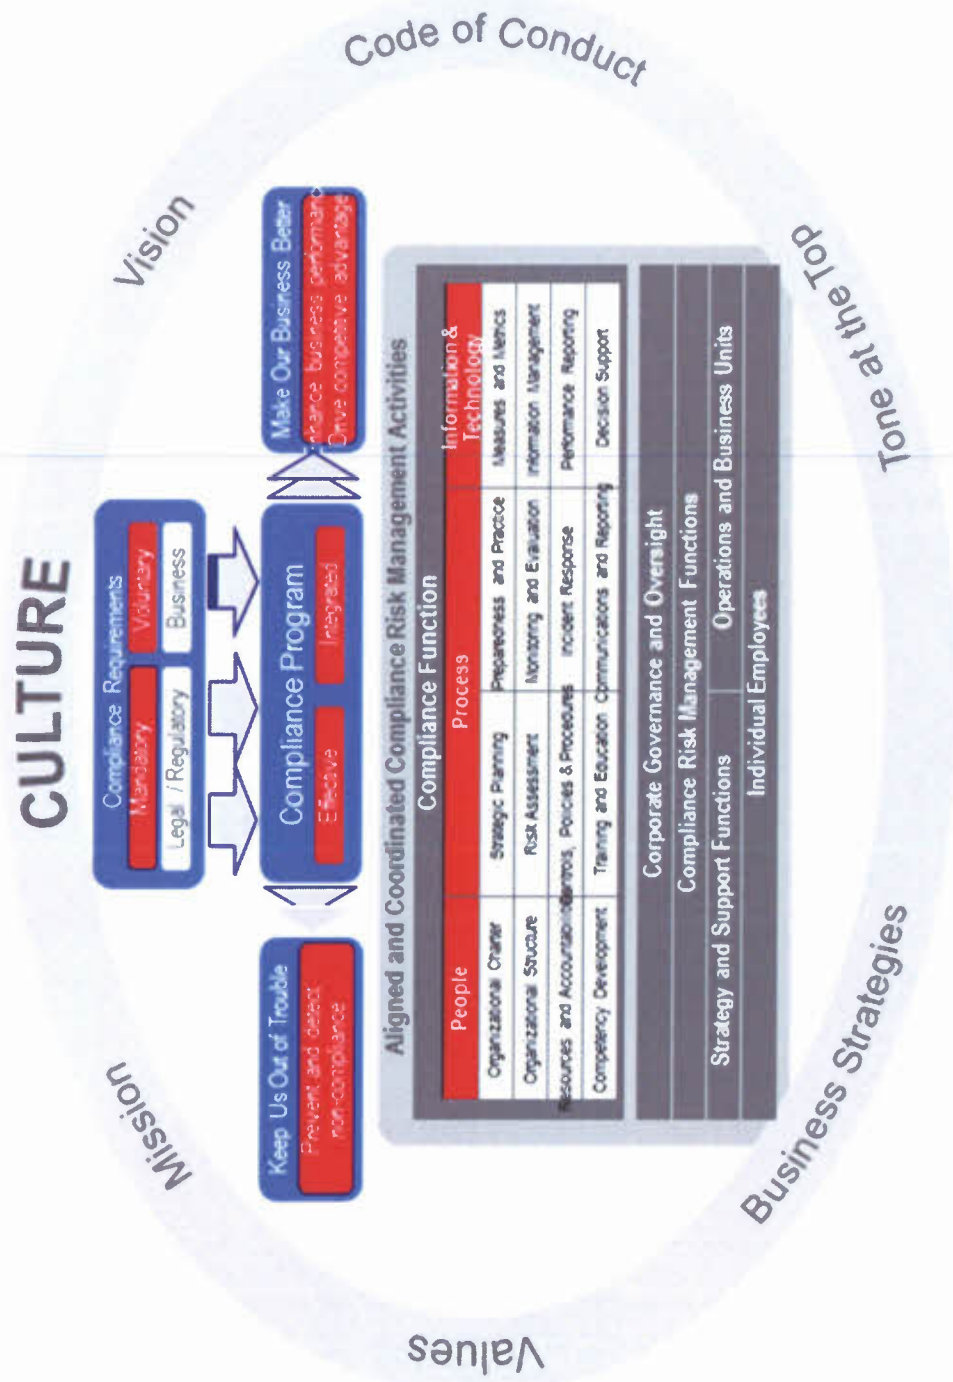 CULTURE
Values
Mission
Vision
Code of Conduct
Tone at the Top
Business Strategies
Compliance Requirements
Mandatory
Voluntary
Legal / Regulatory
Business
Keep Us Out of Trouble
Prevent and detect
non-compliance
Compliance Program
Effective
Integrated
Make Our Business Better
nhance business performanc
Drive competitive advantage
Aligned and Coordinated Compliance Risk Management Activities
Compliance Function
People
Process
Information &
Technology
Organizational Charter
Strategic Planning
Preparedness and Practice
Measures and Metrics
Organizational Structure
Risk Assessment
Monitoring and Evaluation
Information Management
Resources and Accountabilities
Controls, Policies & Procedures
Incident Response
Performance Reporting
Competency Development
Training and Education
Communications and Reporting
Decision Support
Corporate Governance and Oversight
Compliance Risk Management Functions
Strategy and Support Functions
Operations and Business Units
Individual Employees